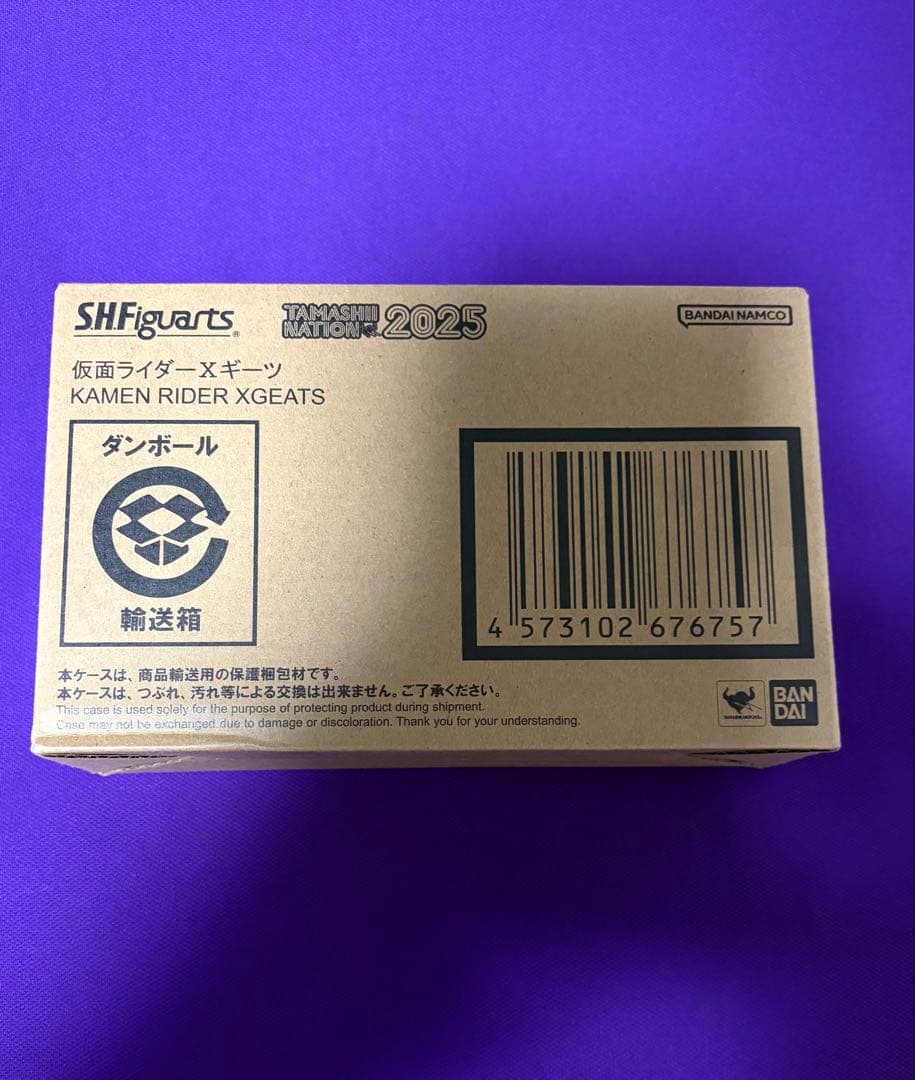 S.H.Figuarts
TAMASHII NATION 2025
BANDAI NAMCO
仮面ライダーXギーツ
KAMEN RIDER XGEATS
ダンボール
輸送箱
4 573102 676757
本ケースは、商品輸送用の保護梱包材です。
本ケースは、つぶれ、汚れ等による交換は出来ません。ご了承ください。
This case is used solely for the purpose of protecting product during shipment.
Case may not be exchanged due to damage or discoloration. Thank you for your understanding.
TAMASHII NATIONS
BAN
DAI